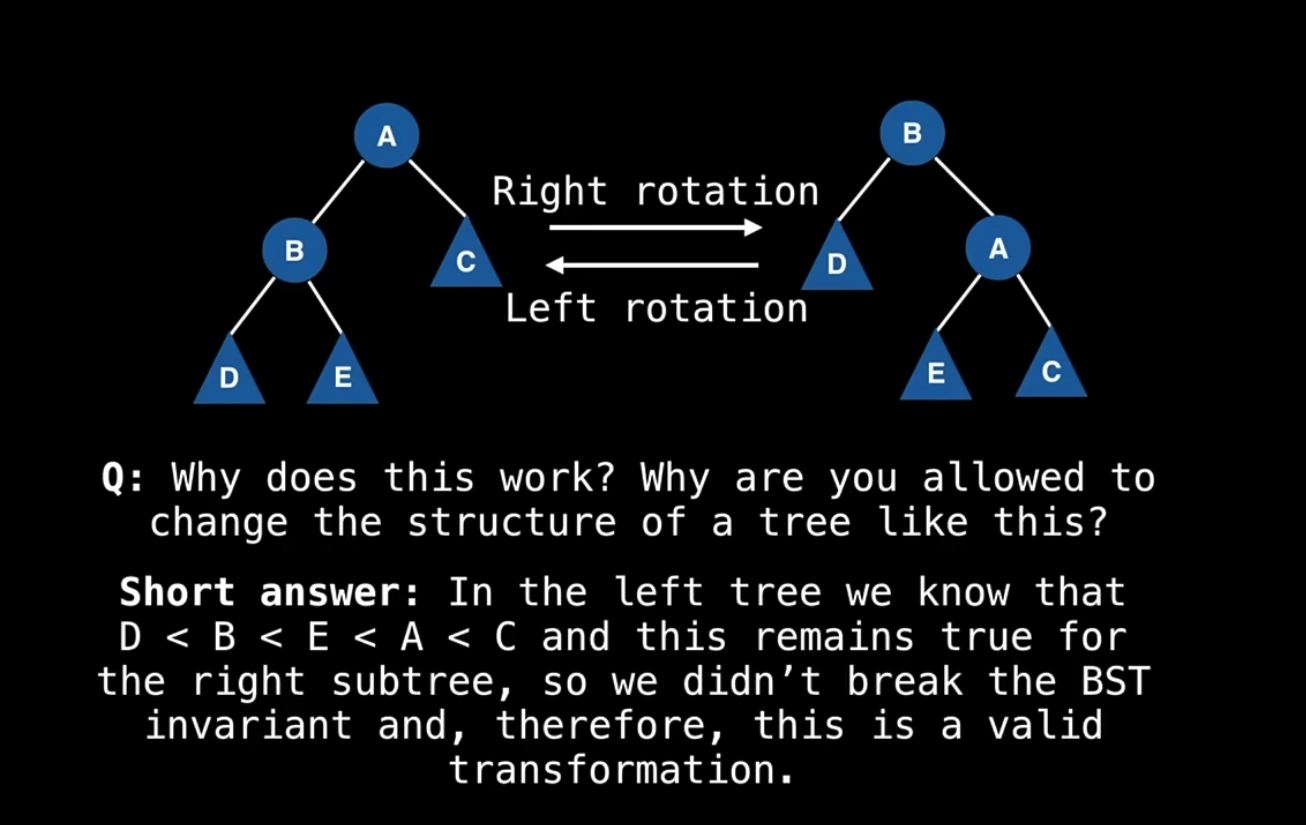 A
B
Right rotation
B
C
D
A
Left rotation
D
E
E
C
Q: Why does this work? Why are you allowed to
change the structure of a tree like this?
Short answer: In the left tree we know that
D < B < E < A < C and this remains true for
the right subtree, so we didn’t break the BST
invariant and, therefore, this is a valid
transformation.